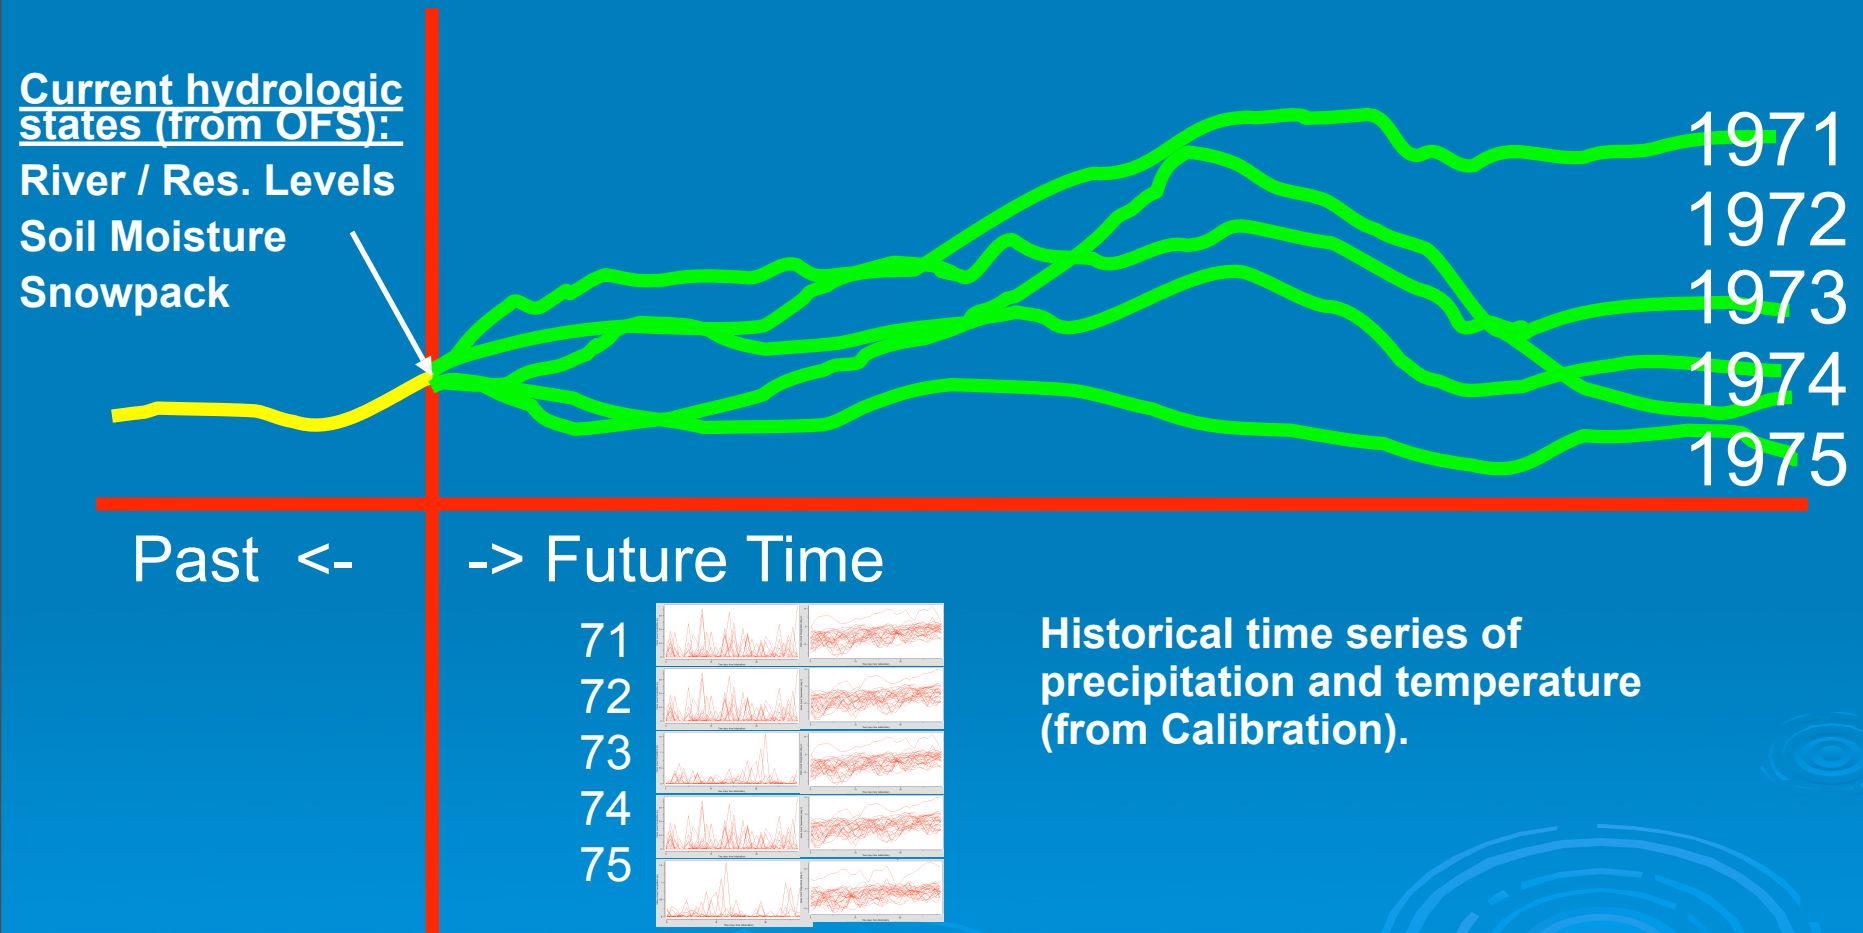 Current hydrologic
states (from OFS):
River / Res. Levels
Soil Moisture
Snowpack
1971
1972
1973
1974
1975
Past <-
-> Future Time
71
72
73
74
75
Historical time series of
precipitation and temperature
(from Calibration).